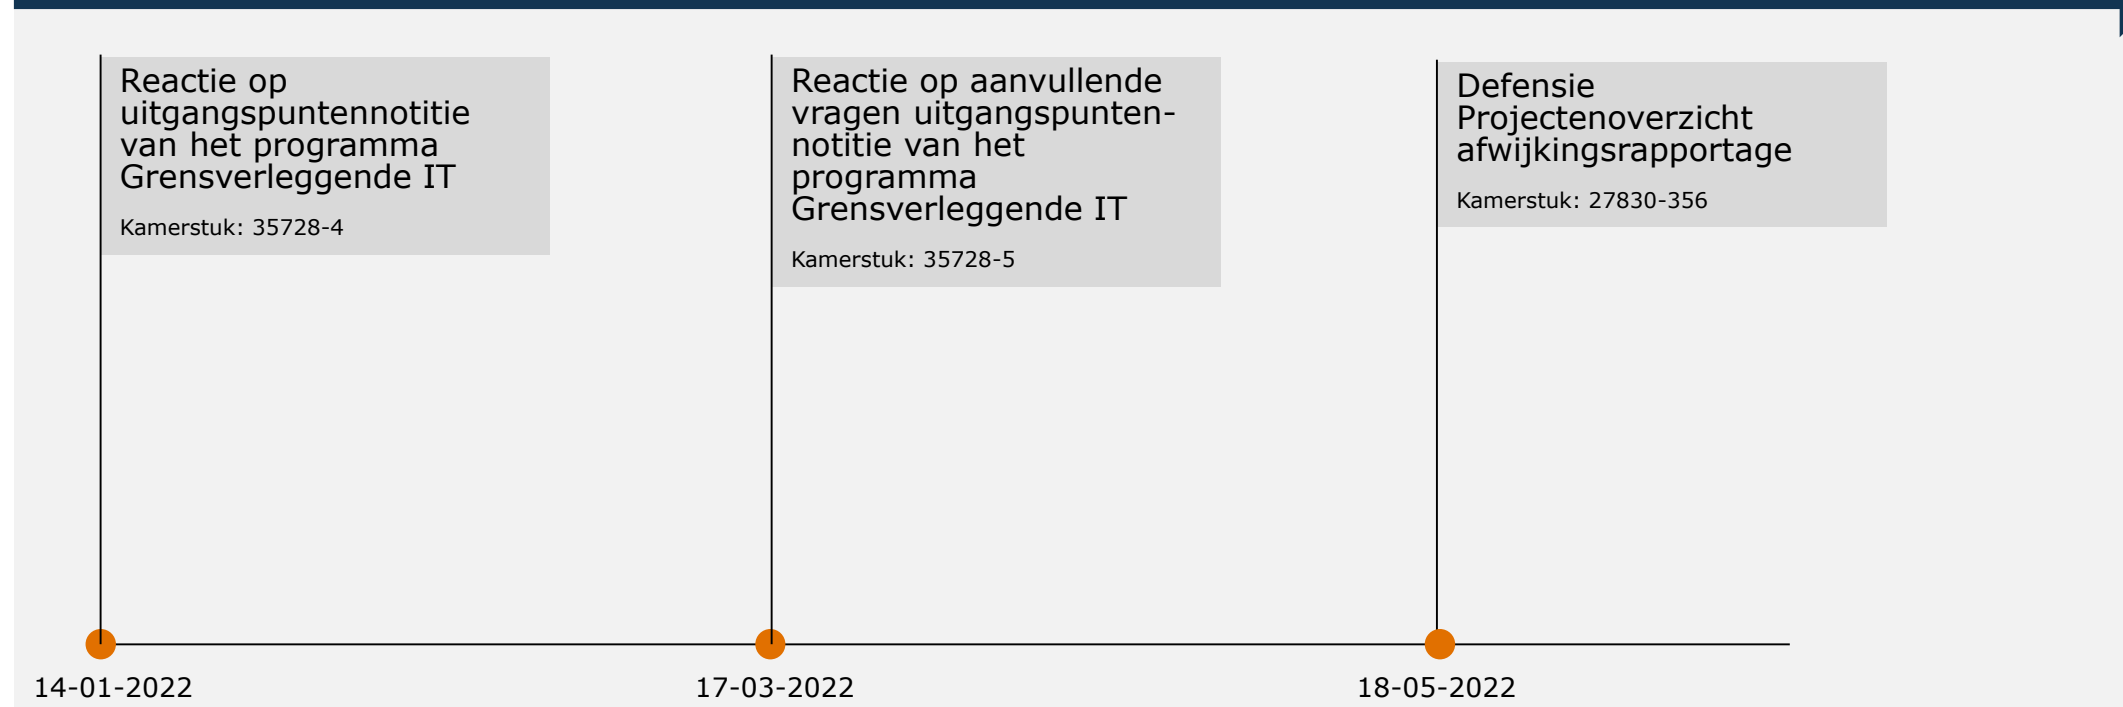 Reactie op
uitgangspuntennotitie
van het programma
Grensverleggende IT
Kamerstuk: 35728-4
Reactie op aanvullende
vragen uitgangspunten-
notitie van het
programma
Grensverleggende IT
Kamerstuk: 35728-5
Defensie
Projectenoverzicht
afwijkingsrapportage
Kamerstuk: 27830-356
14-01-2022
17-03-2022
18-05-2022